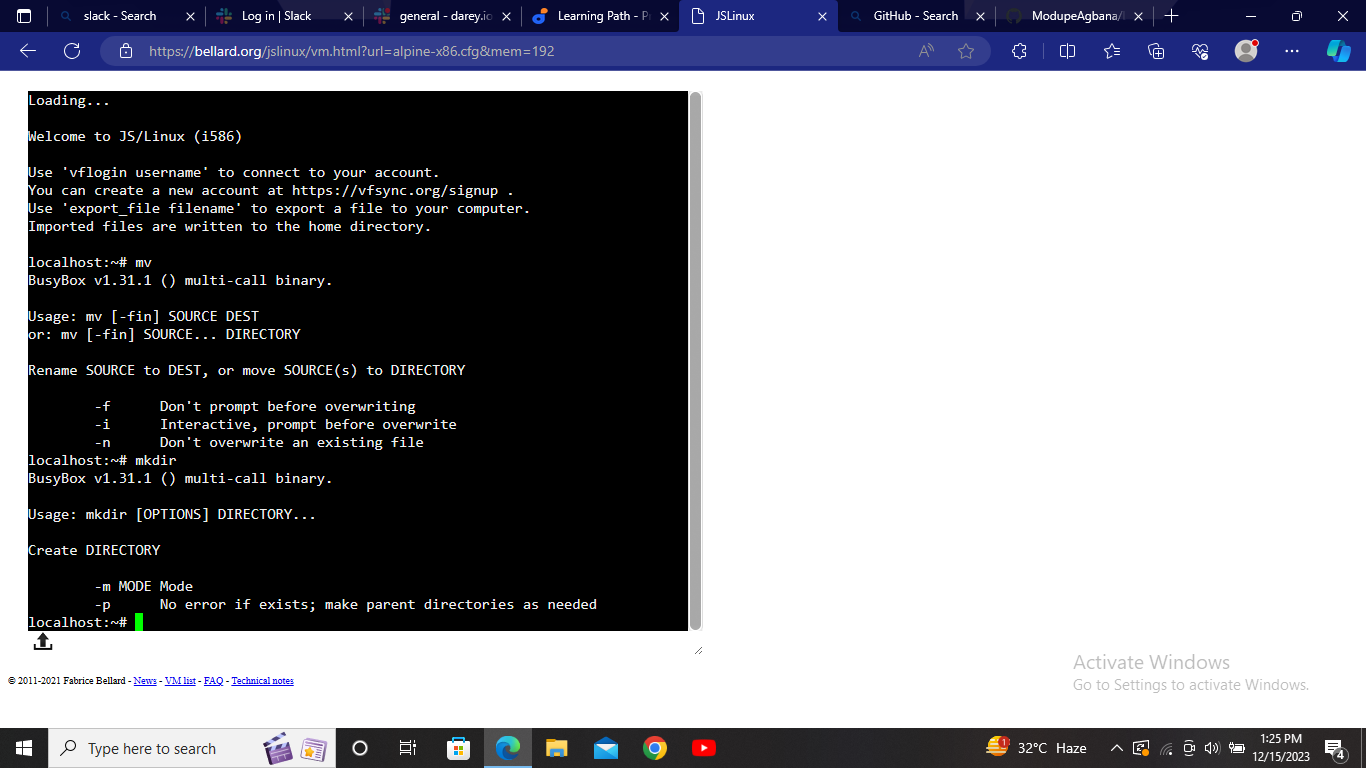 slack - Search
Log in | Slack
general - darey.io
Learning Path - P
JSLinux
GitHub - Search
ModupeAgbana/
https://bellard.org/jslinux/vm.html?url=alpine-x86.cfg&mem=192
Loading...
Welcome to JS/Linux (i586)
Use 'vflogin username' to connect to your account.
You can create a new account at https://vfsync.org/signup .
Use 'export_file filename' to export a file to your computer.
Imported files are written to the home directory.
localhost:~# mv
BusyBox v1.31.1 () multi-call binary.
Usage: mv [-fin] SOURCE DEST
or: mv [-fin] SOURCE... DIRECTORY
Rename SOURCE to DEST, or move SOURCE(s) to DIRECTORY
-f Don't prompt before overwriting
-i Interactive, prompt before overwrite
-n Don't overwrite an existing file
localhost:~# mkdir
BusyBox v1.31.1 () multi-call binary.
Usage: mkdir [OPTIONS] DIRECTORY...
Create DIRECTORY
-m MODE Mode
-p No error if exists; make parent directories as needed
localhost:~#
Activate Windows
Go to Settings to activate Windows.
© 2011-2021 Fabrice Bellard - News - VM list - FAQ - Technical notes
Type here to search
1
32°C Haze
1:25 PM
12/15/2023
4